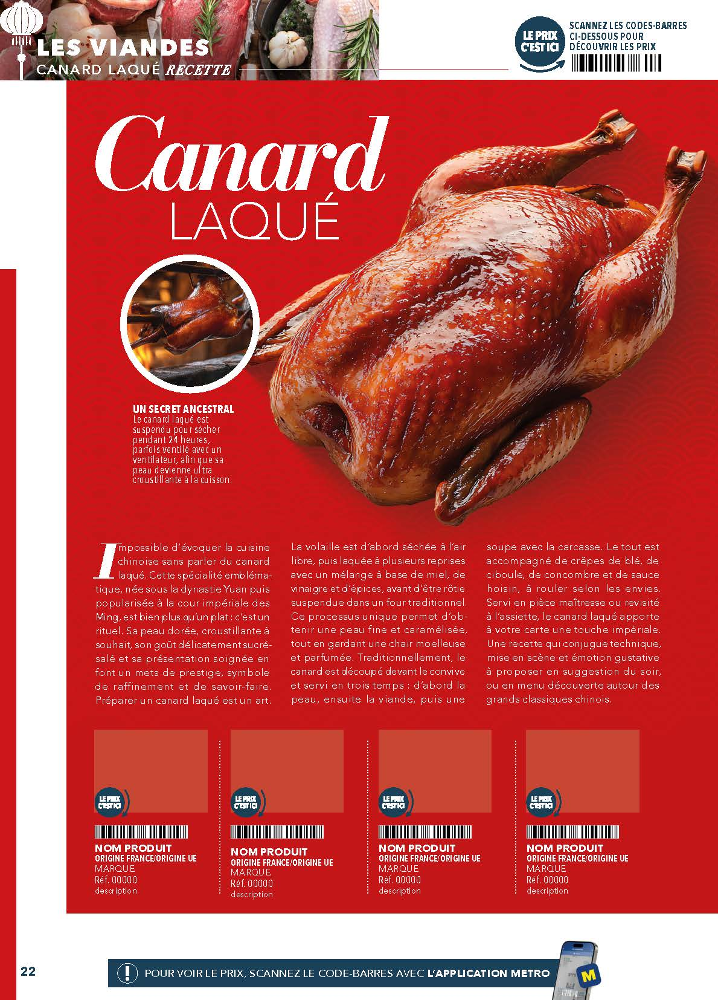 LES VIANDES
CANARD LAQUÉ RECETTE
LE PRIX
C'EST ICI
SCANNEZ LES CODES-BARRES
CI-DESSOUS POUR
DÉCOUVRIR LES PRIX
Canard
LAQUÉ
UN SECRET ANCESTRAL
Le canard laqué est
suspendu pour sécher
pendant 24 heures,
parfois ventilé avec un
ventilateur, afin que sa
peau devienne ultra
croustillante à la cuisson.
Impossible d'évoquer la cuisine
chinoise sans parler du canard
laqué. Cette spécialité embléma-
tique, née sous la dynastie Yuan puis
popularisée à la cour impériale des
Ming, est bien plus qu'un plat : c'est un
rituel. Sa peau dorée, croustillante à
souhait, son goût délicatement sucré-
salé et sa présentation soignée en
font un mets de prestige, symbole
de raffinement et de savoir-faire.
Préparer un canard laqué est un art.
La volaille est d'abord séchée à l'air
libre, puis laquée à plusieurs reprises
avec un mélange à base de miel, de
vinaigre et d'épices, avant d'être rôtie
suspendue dans un four traditionnel.
Ce processus unique permet d'ob-
tenir une peau fine et caramélisée,
tout en gardant une chair moelleuse
et parfumée. Traditionnellement, le
canard est découpé devant le convive
et servi en trois temps : d'abord la
peau, ensuite la viande, puis une
soupe avec la carcasse. Le tout est
accompagné de crêpes de blé, de
ciboule, de concombre et de sauce
hoisin, à rouler selon les envies.
Servi en pièce maîtresse ou revisité
à l'assiette, le canard laqué apporte
à votre carte une touche impériale.
Une recette qui conjugue technique,
mise en scène et émotion gustative
à proposer en suggestion du soir,
ou en menu découverte autour des
grands classiques chinois.
LE PRIX
C'EST ICI
NOM PRODUIT
ORIGINE FRANCE/ORIGINE UE
MARQUE
Réf. 00000
description
LE PRIX
C'EST ICI
NOM PRODUIT
ORIGINE FRANCE/ORIGINE UE
MARQUE
Réf. 00000
description
LE PRIX
C'EST ICI
NOM PRODUIT
ORIGINE FRANCE/ORIGINE UE
MARQUE
Réf. 00000
description
LE PRIX
C'EST ICI
NOM PRODUIT
ORIGINE FRANCE/ORIGINE UE
MARQUE
Réf. 00000
description
22
! POUR VOIR LE PRIX, SCANNEZ LE CODE-BARRES AVEC L'APPLICATION METRO
M